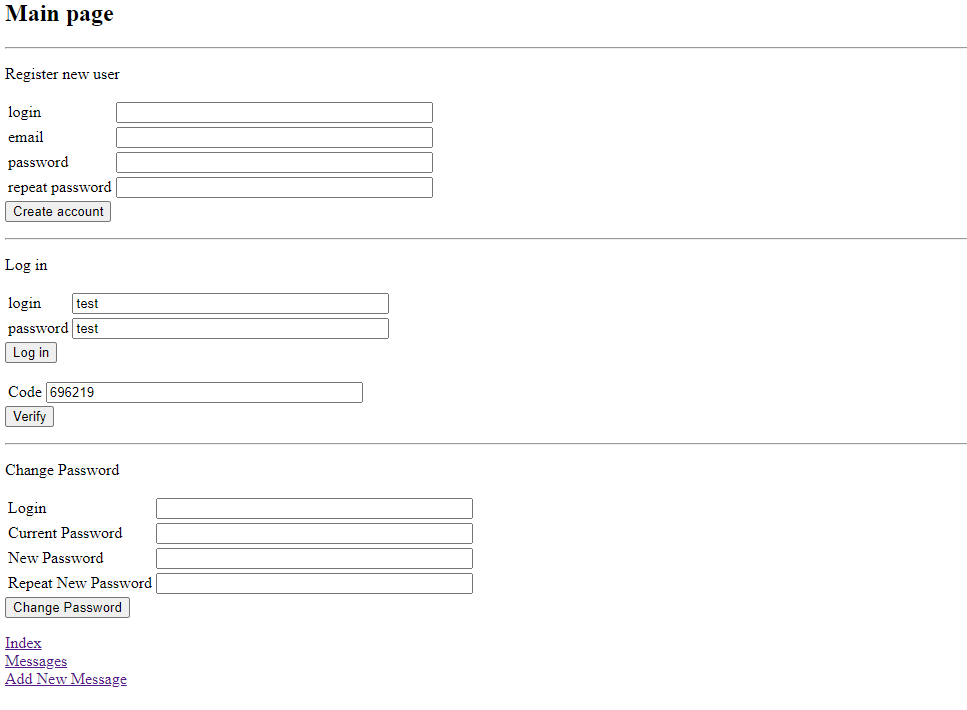 Main page
Register new user
login
email
password
repeat password
Create account
Log in
login test
password test
Log in
Code 696219
Verify
Change Password
Login
Current Password
New Password
Repeat New Password
Change Password
Index
Messages
Add New Message